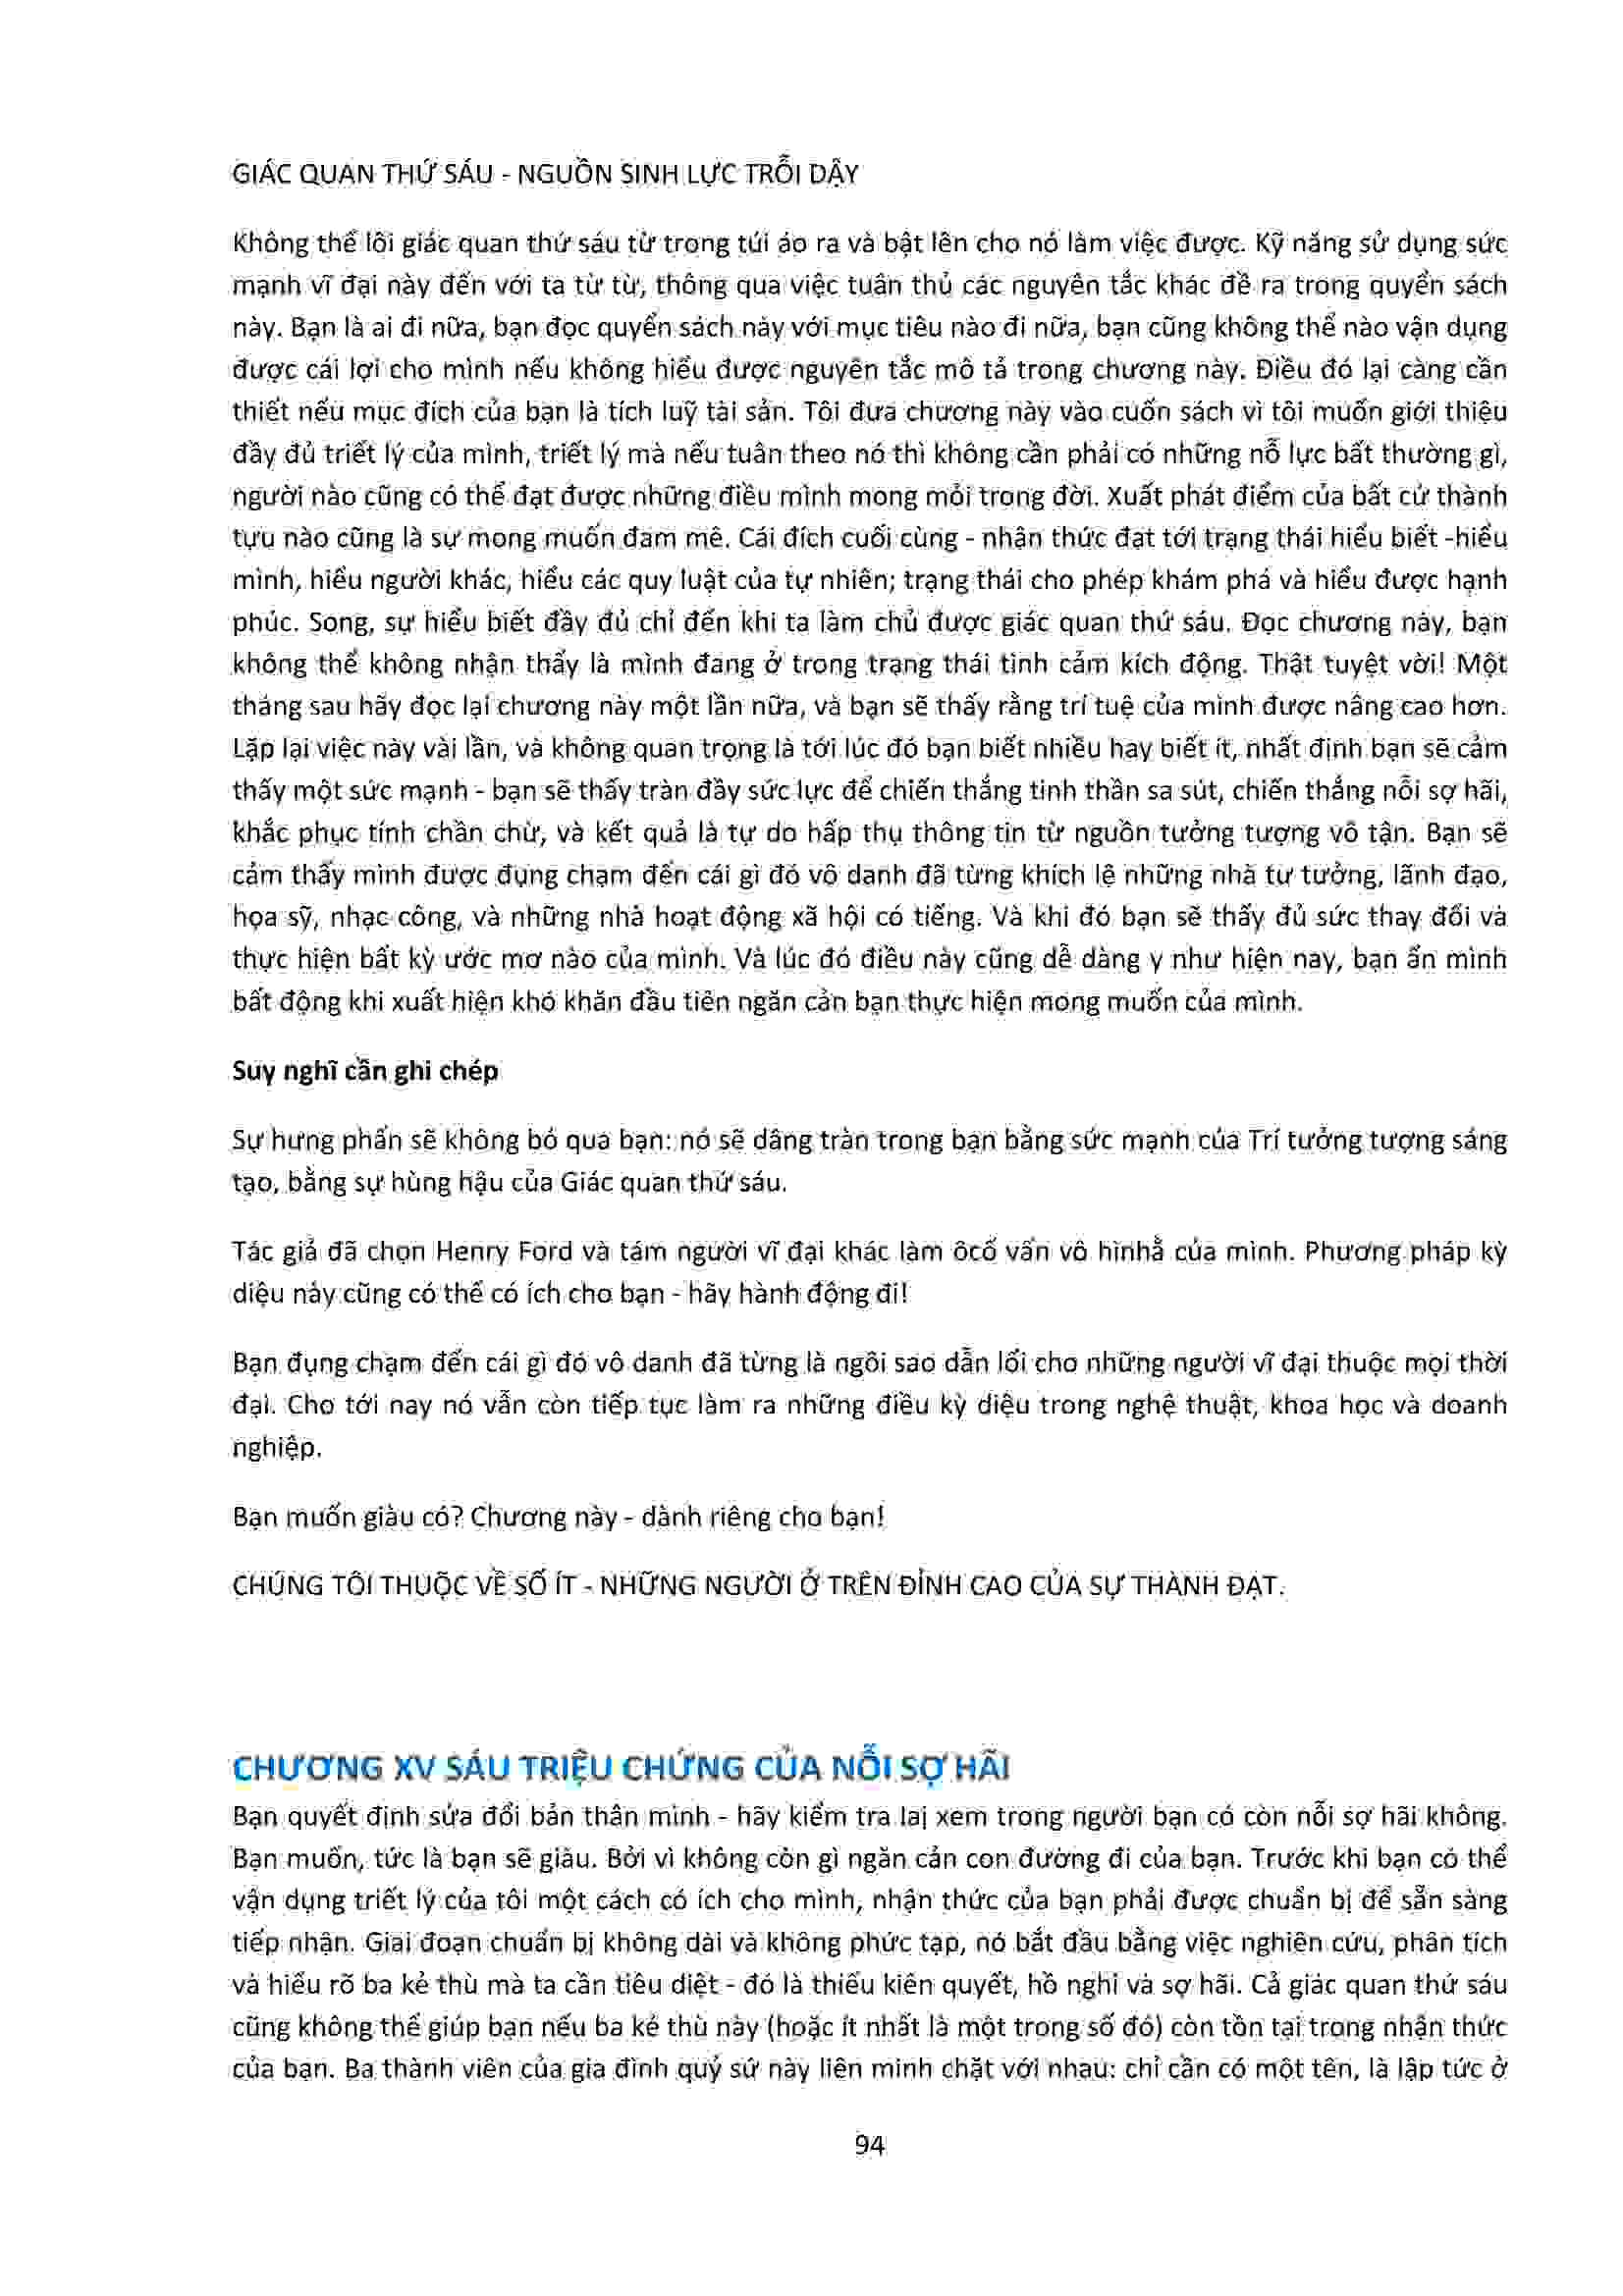 GIÁC QUAN THỨ SÁU - NGUỒN SINH LỰC TRỖI DẬY
Không thể lôi giác quan thứ sáu từ trong túi áo ra và bật lên cho nó làm việc được. Kỹ năng sử dụng sức
mạnh vĩ đại này đến với ta từ từ, thông qua việc tuân thủ các nguyên tắc khác đề ra trong quyển sách
này. Bạn là ai đi nữa, bạn đọc quyển sách này với mục tiêu nào đi nữa, bạn cũng không thể nào vận dụng
được cái lợi cho mình nếu không hiểu được nguyên tắc mô tả trong chương này. Điều đó lại càng cần
thiết nếu mục đích của bạn là tích luỹ tài sản. Tôi đưa chương này vào cuốn sách vì tôi muốn giới thiệu
đầy đủ triết lý của mình, triết lý mà nếu tuân theo nó thì không cần phải có những nỗ lực bất thường gì,
người nào cũng có thể đạt được những điều mình mong mỏi trong đời. Xuất phát điểm của bất cứ thành
tựu nào cũng là sự mong muốn đam mê. Cái đích cuối cùng - nhận thức đạt tới trạng thái hiểu biết -hiểu
mình, hiểu người khác, hiểu các quy luật của tự nhiên; trạng thái cho phép khám phá và hiểu được hạnh
phúc. Song, sự hiểu biết đầy đủ chỉ đến khi ta làm chủ được giác quan thứ sáu. Đọc chương này, bạn
không thể không nhận thấy là mình đang ở trong trạng thái tình cảm kích động. Thật tuyệt vời! Một
tháng sau hãy đọc lại chương này một lần nữa, và bạn sẽ thấy rằng trí tuệ của mình được nâng cao hơn.
Lặp lại việc này vài lần, và không quan trọng là tới lúc đó bạn biết nhiều hay biết ít, nhất định bạn sẽ cảm
thấy một sức mạnh - bạn sẽ thấy tràn đầy sức lực để chiến thắng tinh thần sa sút, chiến thắng nỗi sợ hãi,
khắc phục tính chần chừ, và kết quả là tự do hấp thụ thông tin từ nguồn tưởng tượng vô tận. Bạn sẽ
cảm thấy mình được đụng chạm đến cái gì đó vô danh đã từng khích lệ những nhà tư tưởng, lãnh đạo,
họa sỹ, nhạc công, và những nhà hoạt động xã hội có tiếng. Và khi đó bạn sẽ thấy đủ sức thay đổi và
thực hiện bất kỳ ước mơ nào của mình. Và lúc đó điều này cũng dễ dàng y như hiện nay, bạn ẩn mình
bất động khi xuất hiện khó khăn đầu tiên ngăn cản bạn thực hiện mong muốn của mình.
Suy nghĩ cần ghi chép
Sự hưng phấn sẽ không bỏ qua bạn: nó sẽ dâng tràn trong bạn bằng sức mạnh của Trí tưởng tượng sáng
tạo, bằng sự hùng hậu của Giác quan thứ sáu.
Tác giả đã chọn Henry Ford và tám người vĩ đại khác làm ôcố vấn vô hìnhằ của mình. Phương pháp kỳ
diệu này cũng có thể có ích cho bạn - hãy hành động đi!
Bạn đụng chạm đến cái gì đó vô danh đã từng là ngôi sao dẫn lối cho những người vĩ đại thuộc mọi thời
đại. Cho tới nay nó vẫn còn tiếp tục làm ra những điều kỳ diệu trong nghệ thuật, khoa học và doanh
nghiệp.
Bạn muốn giàu có? Chương này - dành riêng cho bạn!
CHÚNG TÔI THUỘC VỀ SỐ ÍT - NHỮNG NGƯỜI Ở TRÊN ĐỈNH CAO CỦA SỰ THÀNH ĐẠT.
CHƯƠNG XV SÁU TRIỆU CHỨNG CỦA NỖI SỢ HÃI
Bạn quyết định sửa đổi bản thân mình - hãy kiểm tra lại xem trong người bạn có còn nỗi sợ hãi không.
Bạn muốn, tức là bạn sẽ giàu. Bởi vì không còn gì ngăn cản con đường đi của bạn. Trước khi bạn có thể
vận dụng triết lý của tôi một cách có ích cho mình, nhận thức của bạn phải được chuẩn bị để sẵn sàng
tiếp nhận. Giai đoạn chuẩn bị không dài và không phức tạp, nó bắt đầu bằng việc nghiên cứu, phân tích
và hiểu rõ ba kẻ thù mà ta cần tiêu diệt - đó là thiếu kiên quyết, hồ nghi và sợ hãi. Cả giác quan thứ sáu
cũng không thể giúp bạn nếu ba kẻ thù này (hoặc ít nhất là một trong số đó) còn tồn tại trong nhận thức
của bạn. Ba thành viên của gia đình quỷ sứ này liên minh chặt với nhau: chỉ cần có một tên, là lập tức ở
94